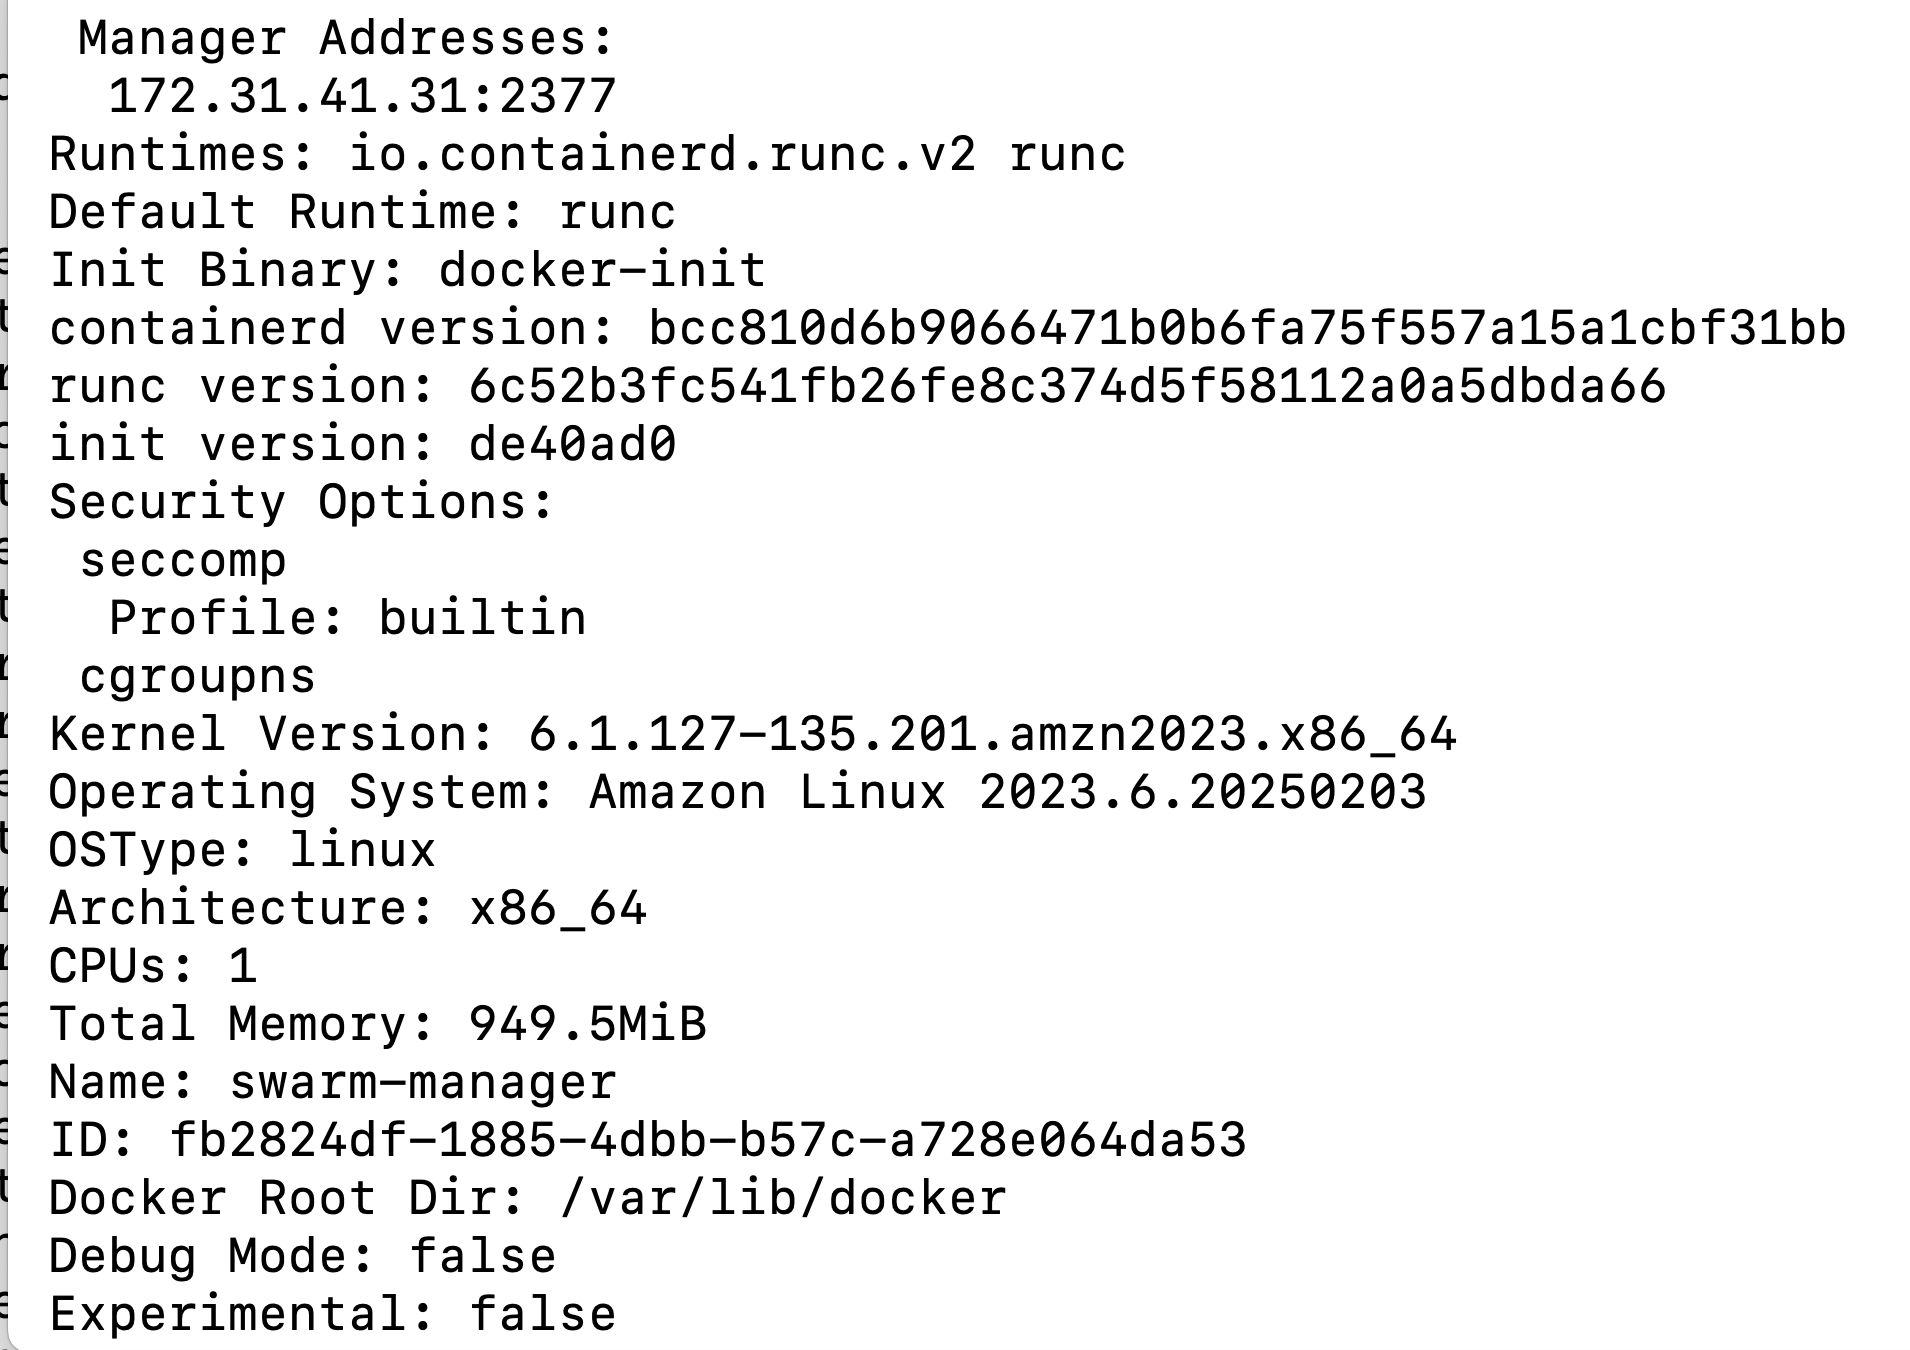 Manager Addresses:
172.31.41.31:2377
Runtimes: io.containerd.runc.v2 runc
Default Runtime: runc
Init Binary: docker-init
containerd version: bcc810d6b9066471b0b6fa75f557a15a1cbf31bb
runc version: 6c52b3fc541fb26fe8c374d5f58112a0a5dbda66
init version: de40ad0
Security Options:
seccomp
Profile: builtin
cgroupns
Kernel Version: 6.1.127-135.201.amzn2023.x86_64
Operating System: Amazon Linux 2023.6.20250203
OSType: linux
Architecture: x86_64
CPUs: 1
Total Memory: 949.5MiB
Name: swarm-manager
ID: fb2824df-1885-4dbb-b57c-a728e064da53
Docker Root Dir: /var/lib/docker
Debug Mode: false
Experimental: false